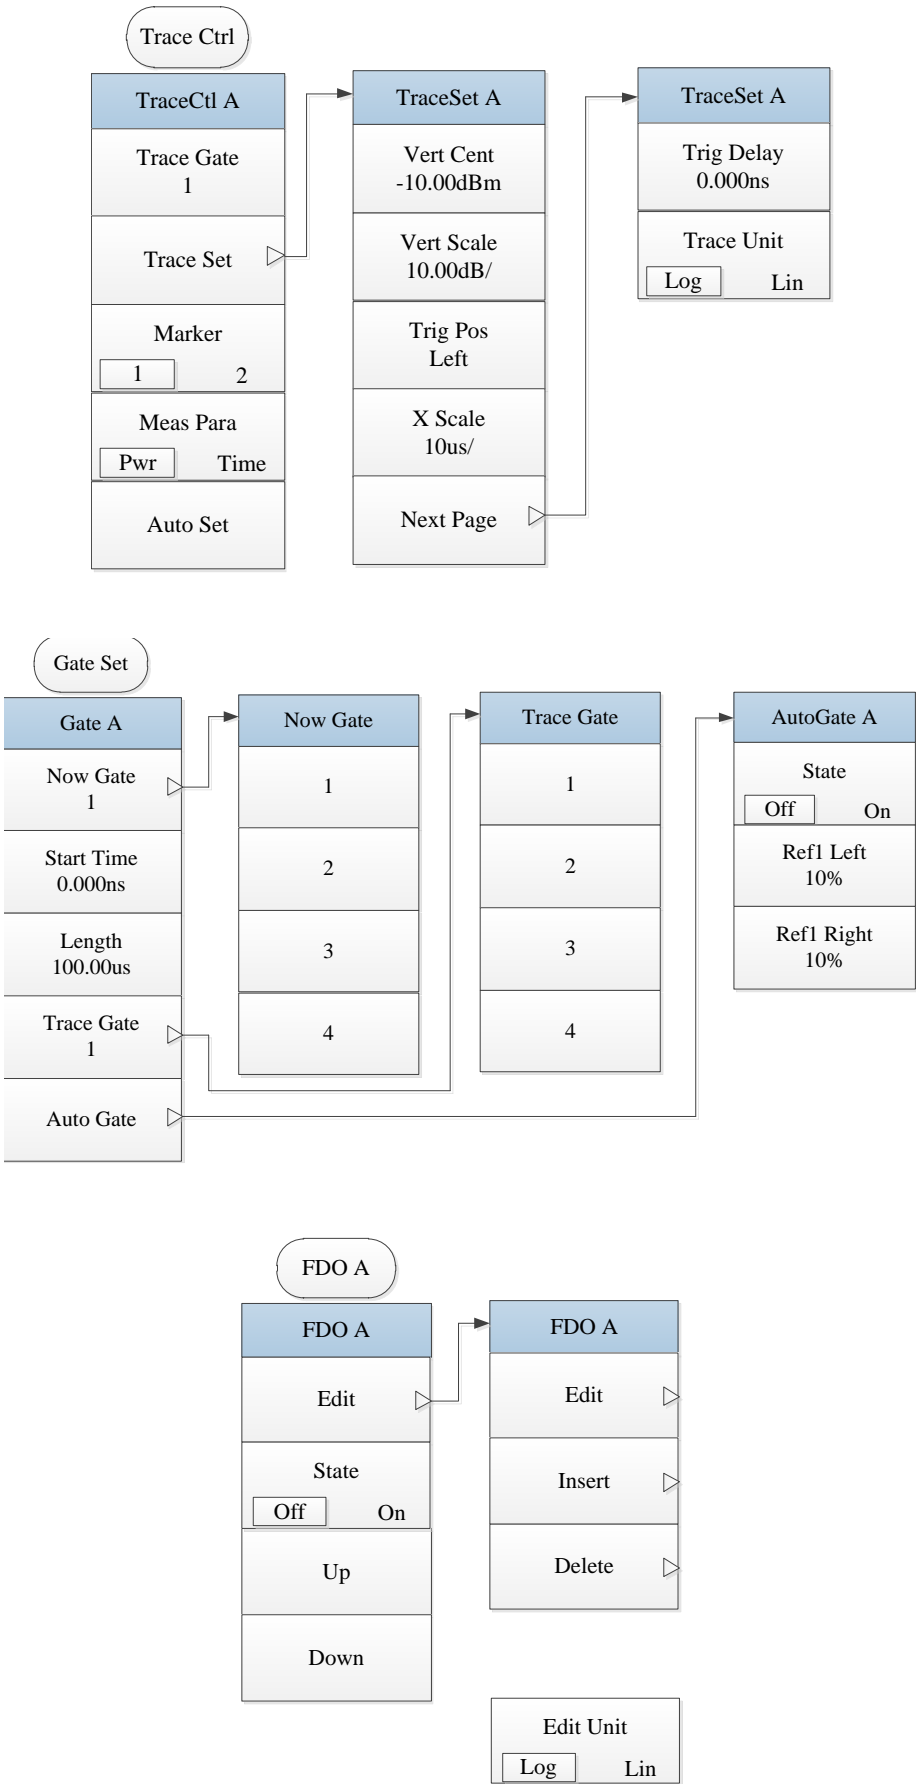 Trace Ctrl
TraceCtl A
Trace Gate
1
Trace Set
Marker
1 2
Meas Para
Pwr Time
Auto Set
TraceSet A
Vert Cent
-10.00dBm
Vert Scale
10.00dB/
Trig Pos
Left
X Scale
10us/
Next Page
TraceSet A
Trig Delay
0.000ns
Trace Unit
Log Lin
Gate Set
Gate A
Now Gate
1
Start Time
0.000ns
Length
100.00us
Trace Gate
1
Auto Gate
Now Gate
1
2
3
4
Trace Gate
1
2
3
4
AutoGate A
State
Off On
Ref1 Left
10%
Ref1 Right
10%
FDO A
FDO A
Edit
State
Off On
Up
Down
FDO A
Edit
Insert
Delete
Edit Unit
Log Lin